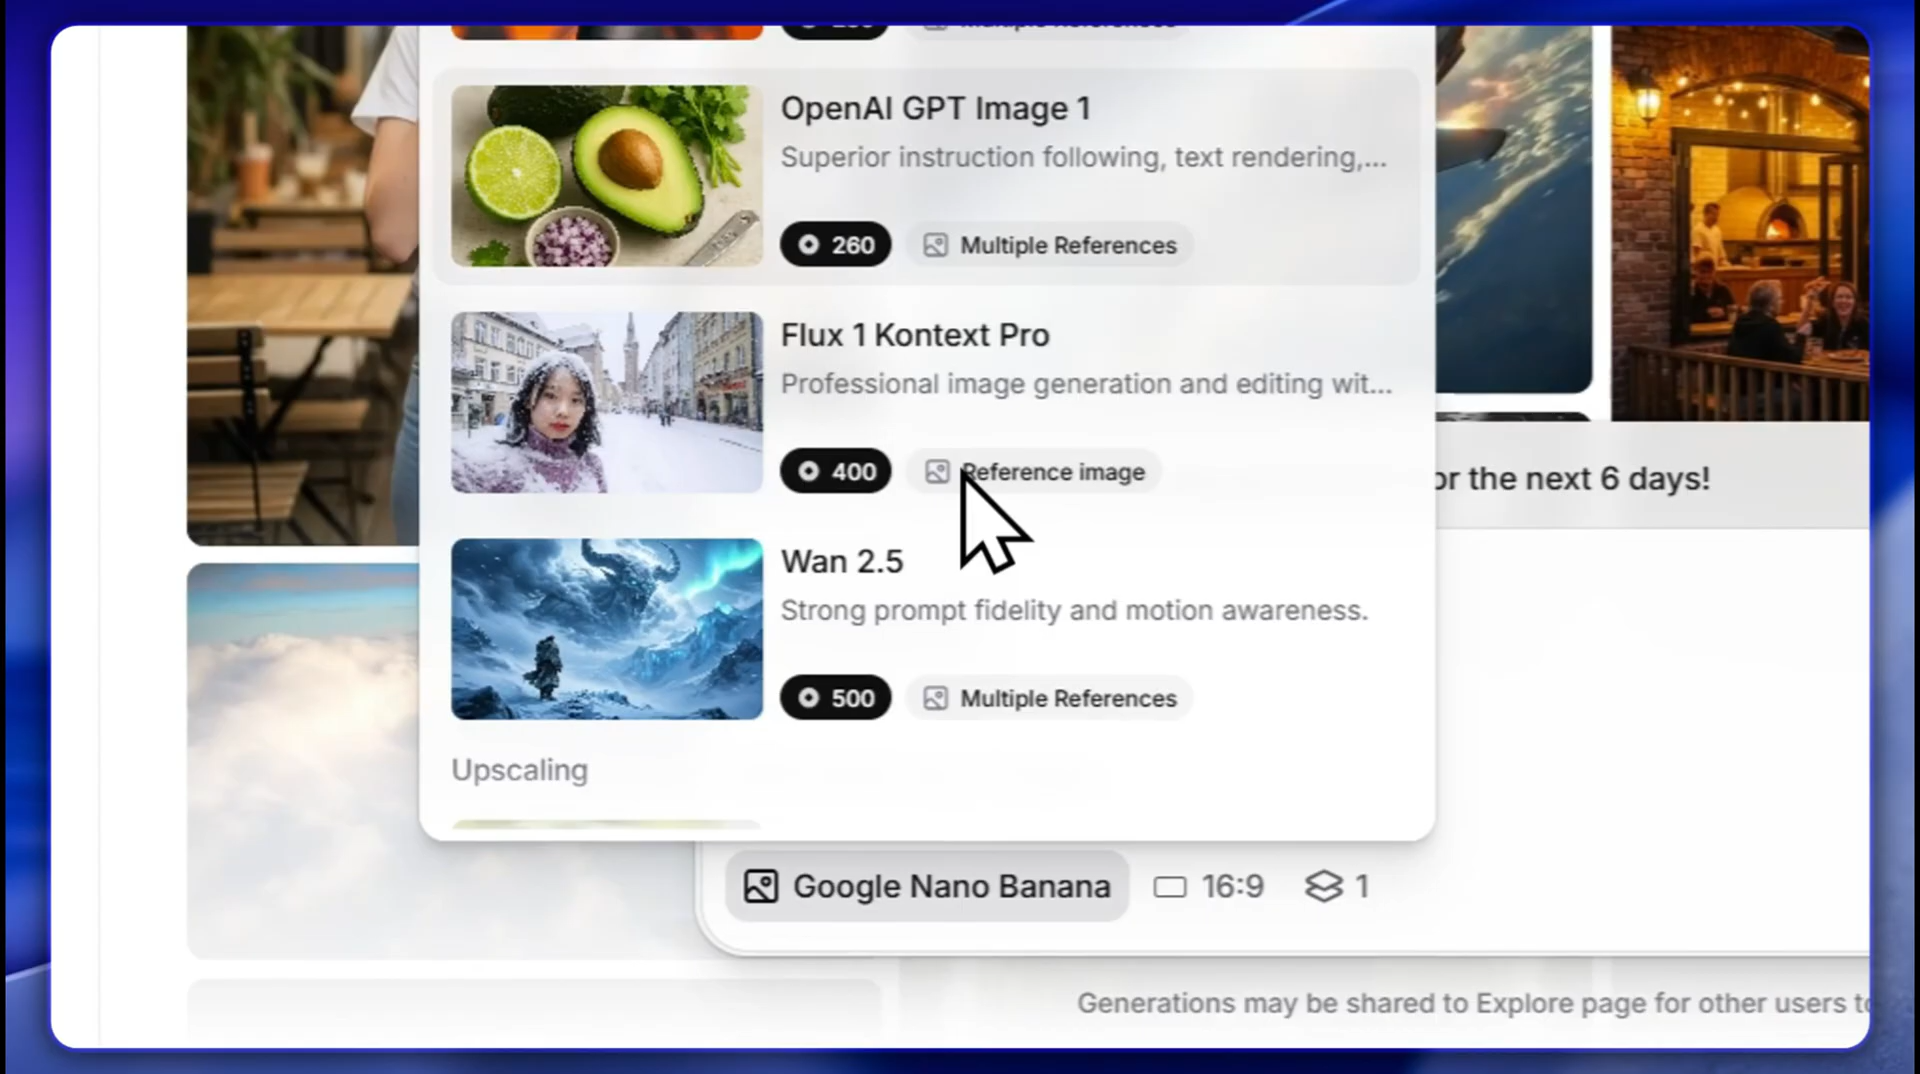 OpenAI GPT Image 1
Superior instruction following, text rendering,...
260 Multiple References
Flux 1 Kontext Pro
Professional image generation and editing wit...
400 Reference image
or the next 6 days!
Wan 2.5
Strong prompt fidelity and motion awareness.
500 Multiple References
Upscaling
Google Nano Banana 16:9 1
Generations may be shared to Explore page for other users to